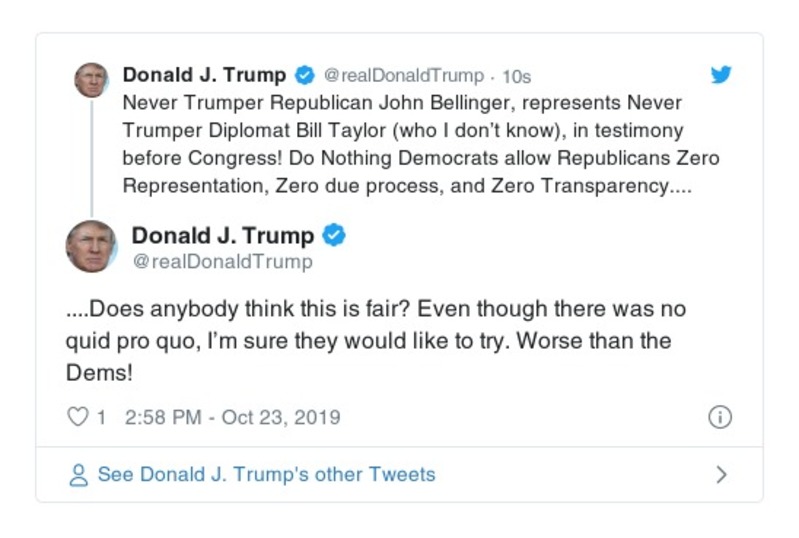 Donald J. Trump @realDonaldTrump · 10s
Never Trumper Republican John Bellinger, represents Never
Trumper Diplomat Bill Taylor (who I don’t know), in testimony
before Congress! Do Nothing Democrats allow Republicans Zero
Representation, Zero due process, and Zero Transparency....
Donald J. Trump
@realDonaldTrump
....Does anybody think this is fair? Even though there was no
quid pro quo, I’m sure they would like to try. Worse than the
Dems!
1 2:58 PM - Oct 23, 2019
See Donald J. Trump's other Tweets